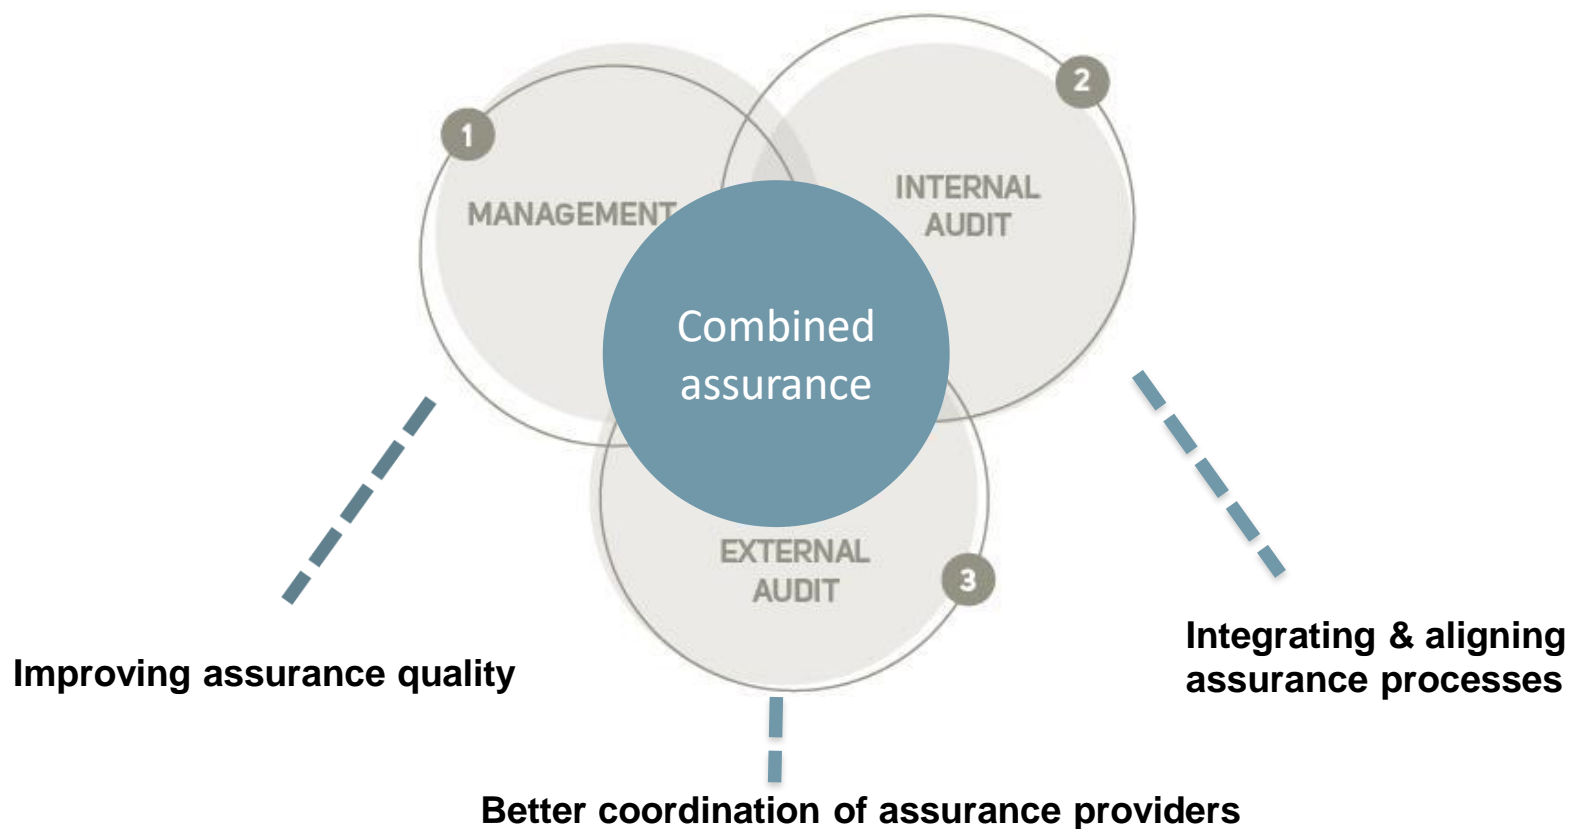 1
MANAGEMENT
2
INTERNAL
AUDIT
Combined
assurance
EXTERNAL
AUDIT
3
Improving assurance quality
Integrating & aligning
assurance processes
Better coordination of assurance providers